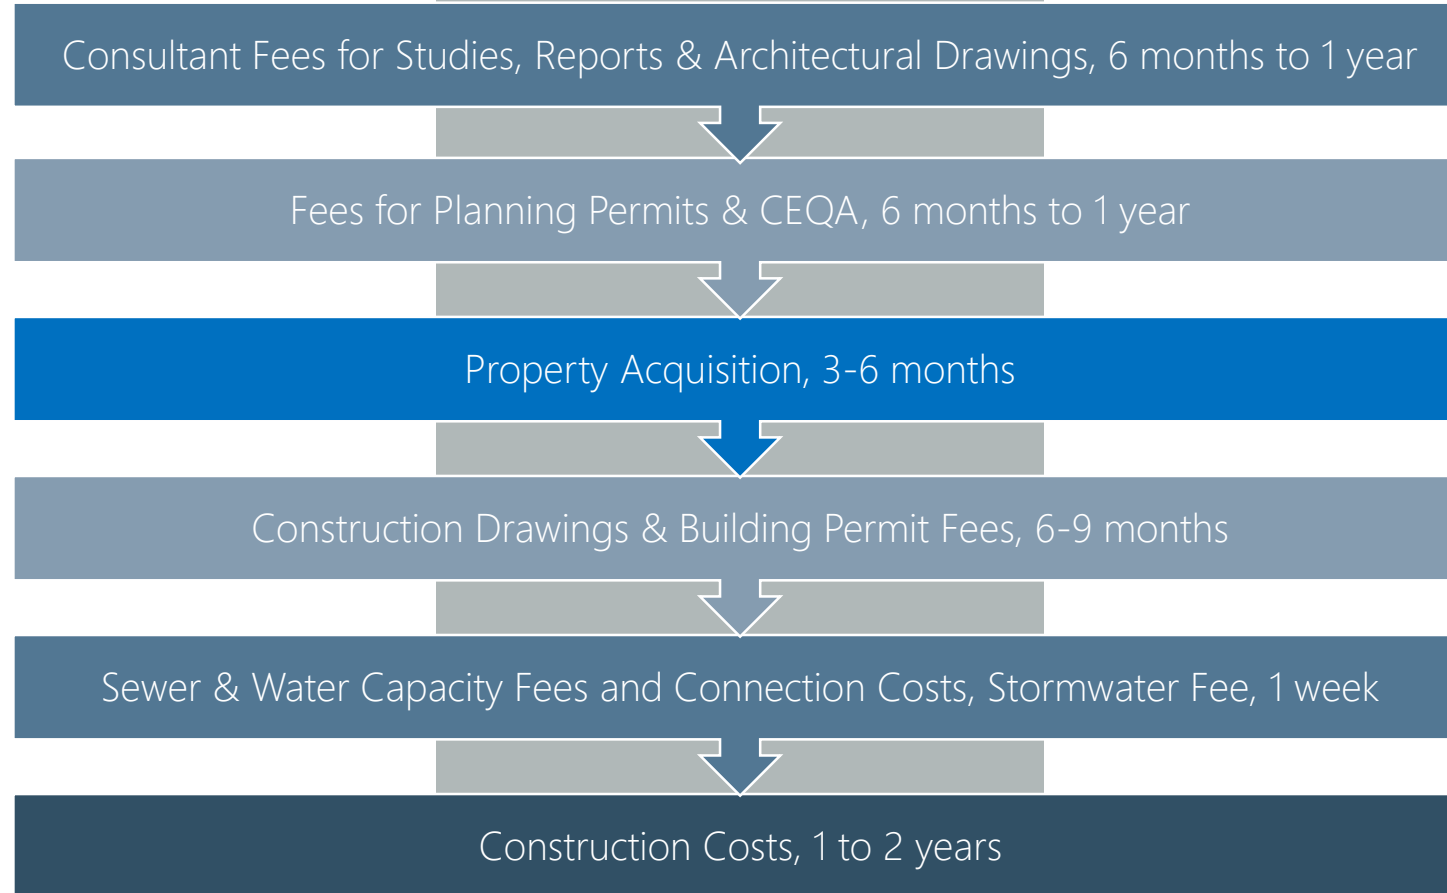 Consultant Fees for Studies, Reports & Architectural Drawings, 6 months to 1 year
Fees for Planning Permits & CEQA, 6 months to 1 year
Property Acquisition, 3-6 months
Construction Drawings & Building Permit Fees, 6-9 months
Sewer & Water Capacity Fees and Connection Costs, Stormwater Fee, 1 week
Construction Costs, 1 to 2 years